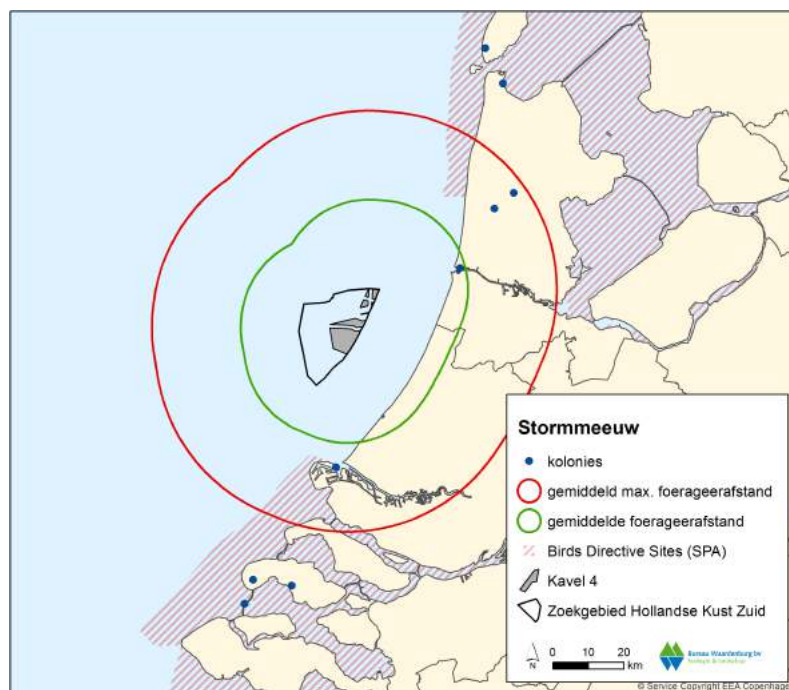 Stormmeeuw
kolonies
gemiddeld max. foerageerafstand
gemiddelde foerageerafstand
Birds Directive Sites (SPA)
Kavel 4
Zoekgebied Hollandse Kust Zuid
N
0 10 20
km
Bureau Waardenburg bv
© Service Copyright EEA Copenhage